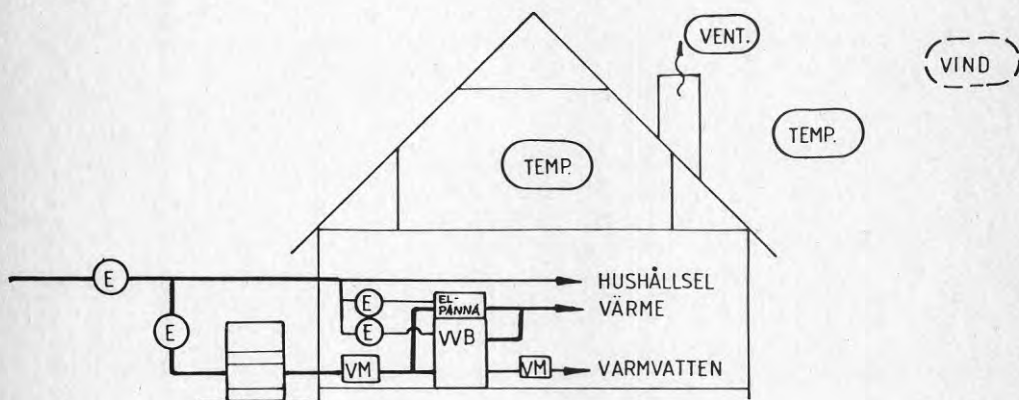 VENT.
VIND
TEMP.
TEMP.
E
HUSHÅLLSEL
E
EL-
PANNA
VÄRME
E
E
VVB
VM
VM
VARMVATTEN